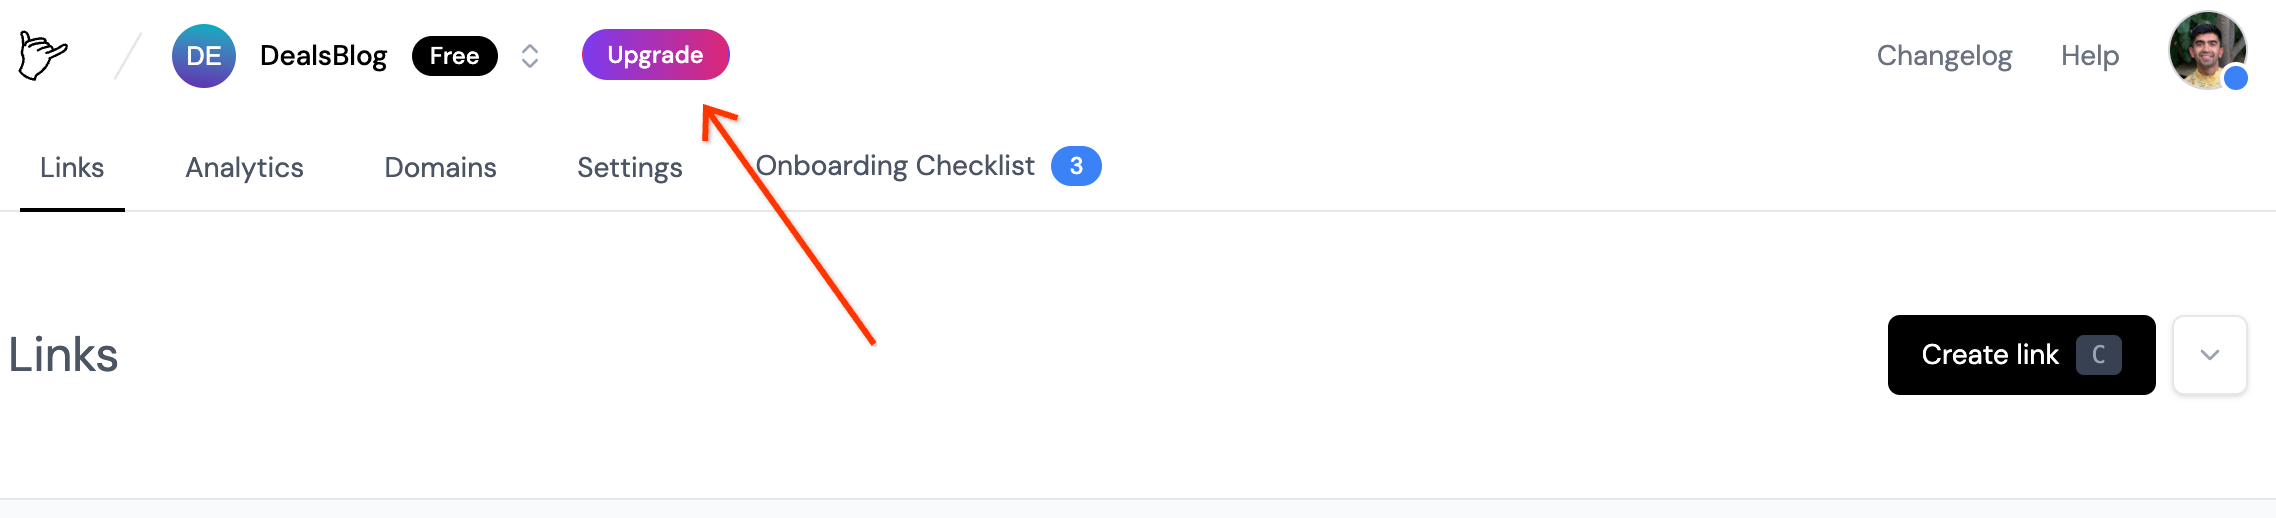 DE DealsBlog Free Upgrade Changelog Help
Links Analytics Domains Settings Onboarding Checklist 3
Links Create link C